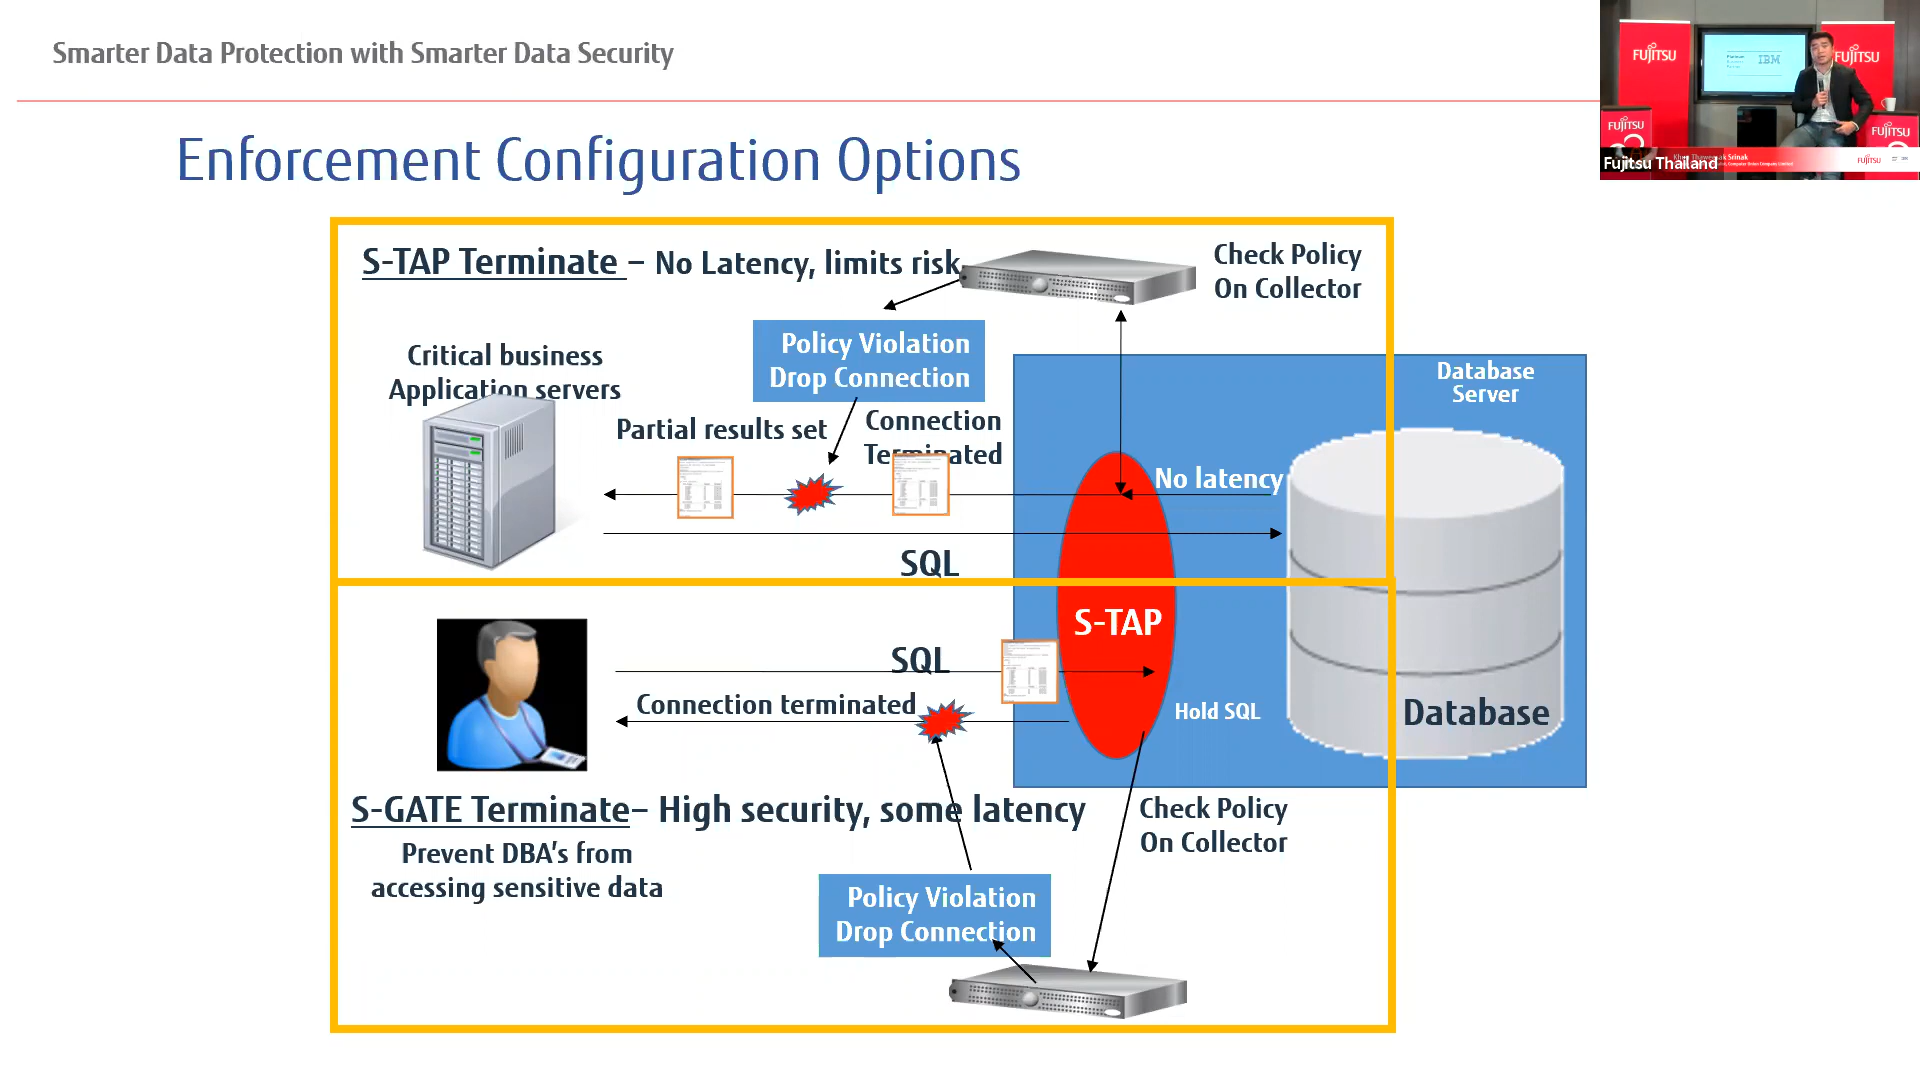 Smarter Data Protection with Smarter Data Security
Enforcement Configuration Options
S-TAP Terminate – No Latency, limits risk
Check Policy
On Collector
Policy Violation
Drop Connection
Critical business
Application servers
Partial results set
Connection
Terminated
No latency
SQL
Database
Server
S-TAP
SQL
Connection terminated
Hold SQL
Database
S-GATE Terminate– High security, some latency
Prevent DBA's from
accessing sensitive data
Check Policy
On Collector
Policy Violation
Drop Connection
FUJITSU
IBM
FUJITSU
FUJITSU
FUJITSU
FUJITSU
Fujitsu Thailand